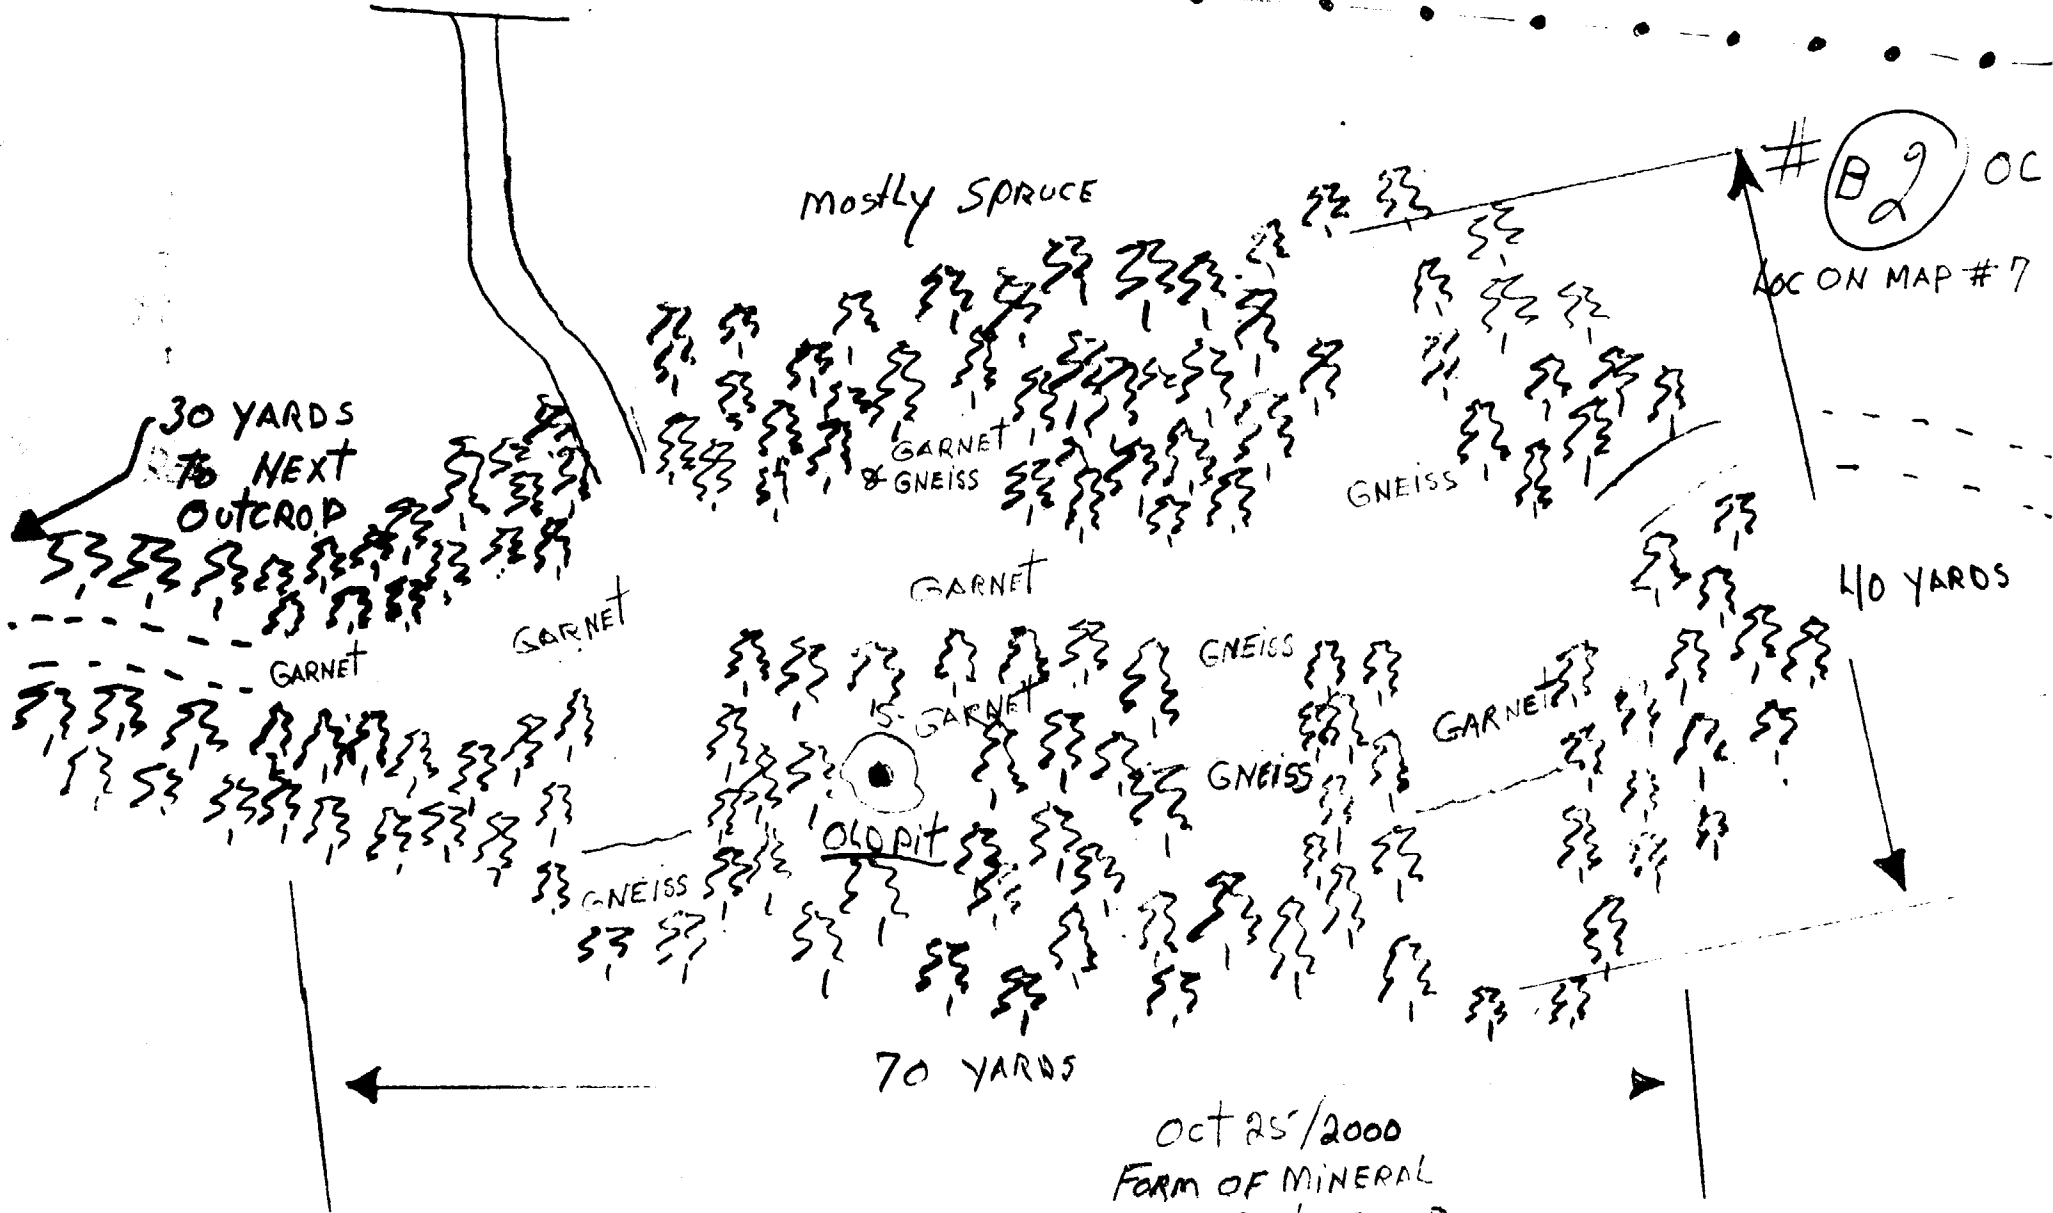 # B2 OC
LOC ON MAP #7
mostly SPRUCE
30 YARDS
to NEXT
OutCROP
GARNEt
& GNEISS
GNEISS
GARNEt
40 YARDS
GARNEt
GARNEt
GNEISS
GARNEt
GARNEt
GNEISS
OLD pit
GNEISS
70 YARDS
Oct 25/2000
FORM OF MINERAL